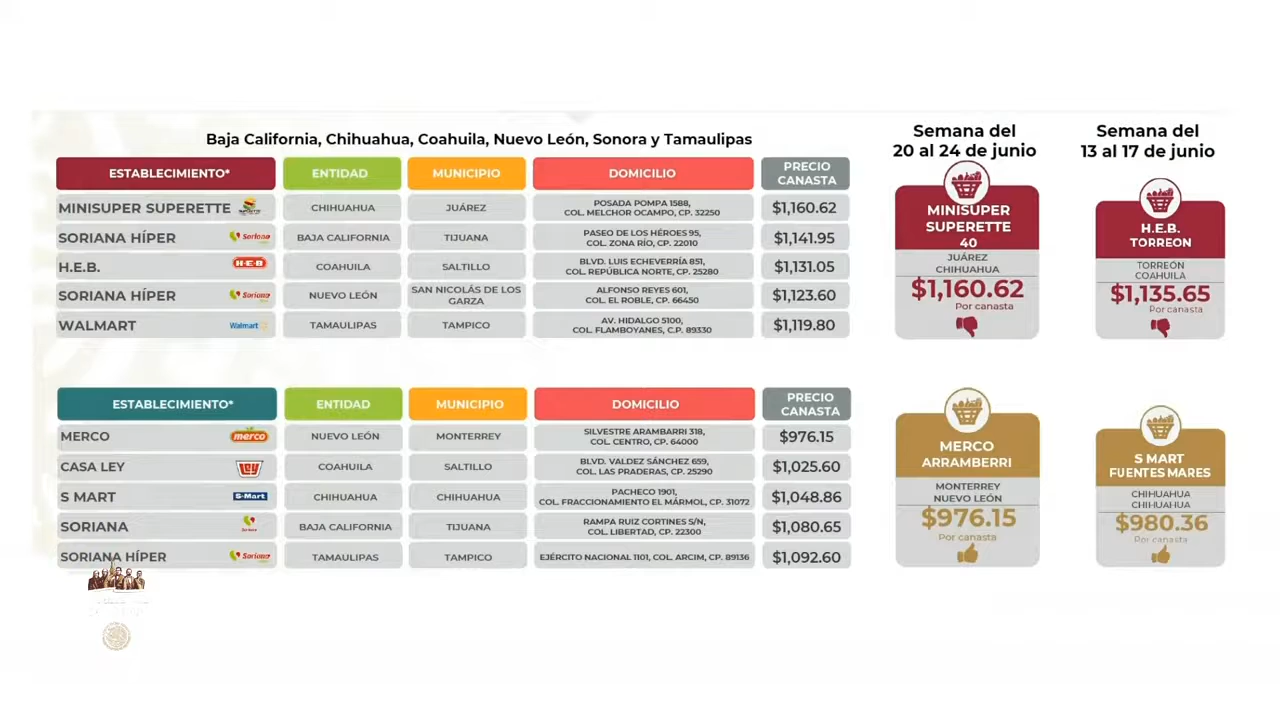 Baja California, Chihuahua, Coahuila, Nuevo León, Sonora y Tamaulipas
ESTABLECIMIENTO* ENTIDAD MUNICIPIO DOMICILIO PRECIO CANASTA
MINISUPER SUPERETTE CHIHUAHUA JUÁREZ POSADA POMPA 1588, COL. MELCHOR OCAMPO, CP. 32250 $1,160.62
SORIANA HÍPER Soriana BAJA CALIFORNIA TIJUANA PASEO DE LOS HÉROES 95, COL. ZONA RÍO, CP. 22010 $1,141.95
H.E.B. H-E-B COAHUILA SALTILLO BLVD. LUIS ECHEVERRÍA 851, COL. REPÚBLICA NORTE, CP. 25280 $1,131.05
SORIANA HÍPER Soriana NUEVO LEÓN SAN NICOLÁS DE LOS GARZA ALFONSO REYES 601, COL. EL ROBLE, CP. 66450 $1,123.60
WALMART Walmart TAMAULIPAS TAMPICO AV. HIDALGO 5100, COL. FLAMBOYANES, C.P. 89330 $1,119.80
Semana del
20 al 24 de junio
MINISUPER
SUPERETTE
40
JUÁREZ
CHIHUAHUA
$1,160.62
Por canasta
Semana del
13 al 17 de junio
H.E.B.
TORREON
TORREÓN
COAHUILA
$1,135.65
Por canasta
ESTABLECIMIENTO* ENTIDAD MUNICIPIO DOMICILIO PRECIO CANASTA
MERCO merco NUEVO LEÓN MONTERREY SILVESTRE ARAMBARRI 318, COL. CENTRO, CP. 64000 $976.15
CASA LEY Ley COAHUILA SALTILLO BLVD. VALDEZ SÁNCHEZ 659, COL. LAS PRADERAS, CP. 25290 $1,025.60
S MART S-Mart CHIHUAHUA CHIHUAHUA PACHECO 1901, COL. FRACCIONAMIENTO EL MÁRMOL, CP. 31072 $1,048.86
SORIANA BAJA CALIFORNIA TIJUANA RAMPA RUIZ CORTINES S/N, COL. LIBERTAD, CP. 22300 $1,080.65
SORIANA HÍPER Soriana TAMAULIPAS TAMPICO EJÉRCITO NACIONAL 1101, COL. ARCIM, CP. 89136 $1,092.60
MERCO
ARRAMBERRI
MONTERREY
NUEVO LEÓN
$976.15
Por canasta
S MART
FUENTES MARES
CHIHUAHUA
CHIHUAHUA
$980.36
Por canasta